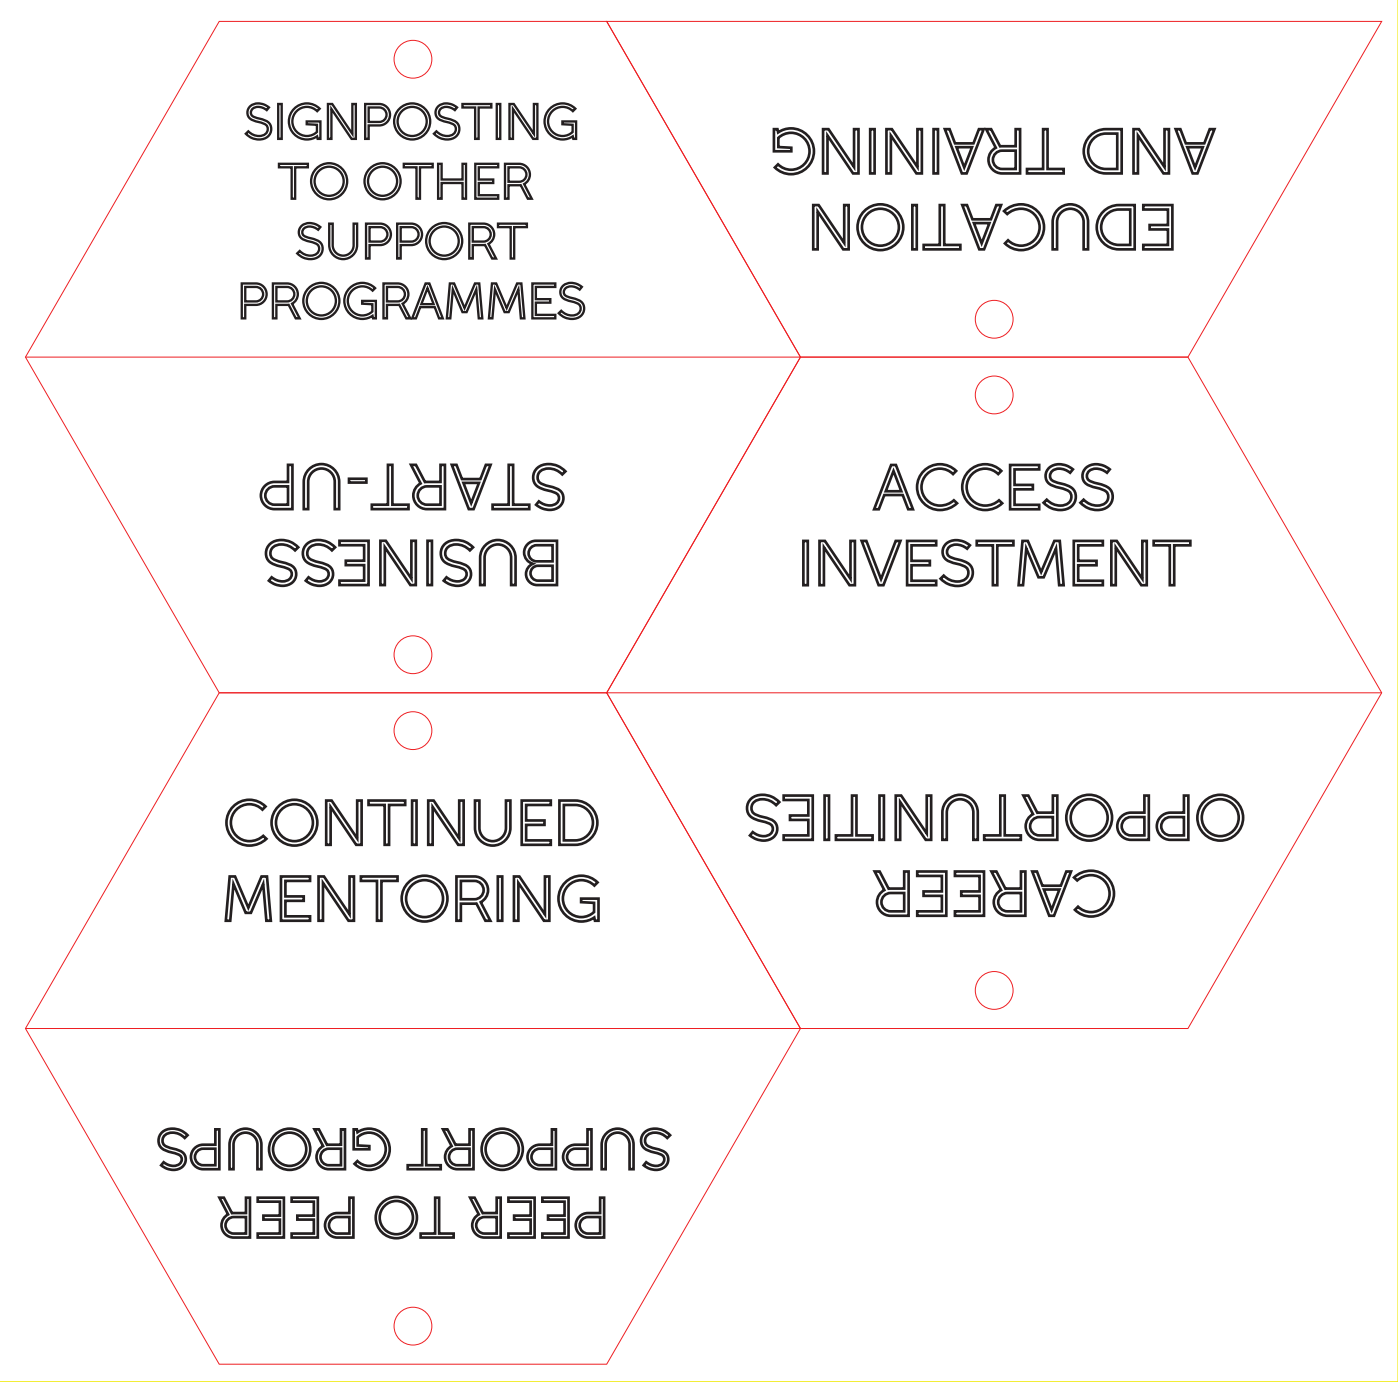 SIGNPOSTING
TO OTHER
SUPPORT
PROGRAMMES
EDUCATION
AND TRAINING
BUSINESS
START-UP
ACCESS
INVESTMENT
CONTINUED
MENTORING
CAREER
OPPORTUNITIES
PEER TO PEER
SUPPORT GROUPS